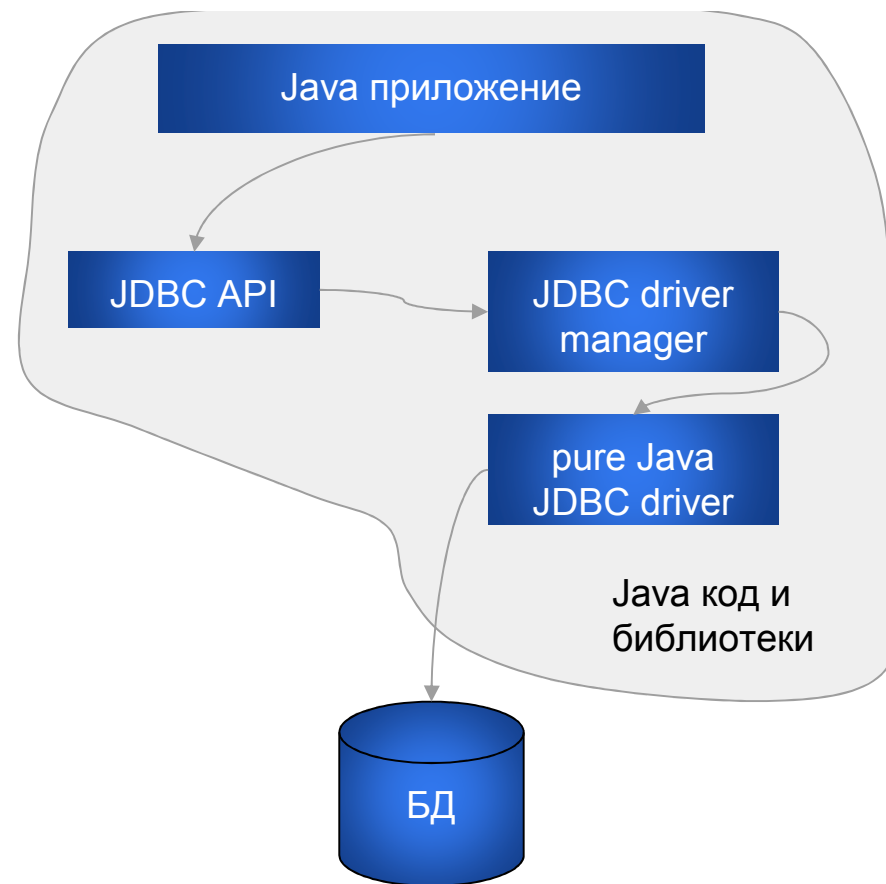 Java приложение
JDBC API
JDBC driver
manager
pure Java
JDBC driver
Java код и
библиотеки
БД